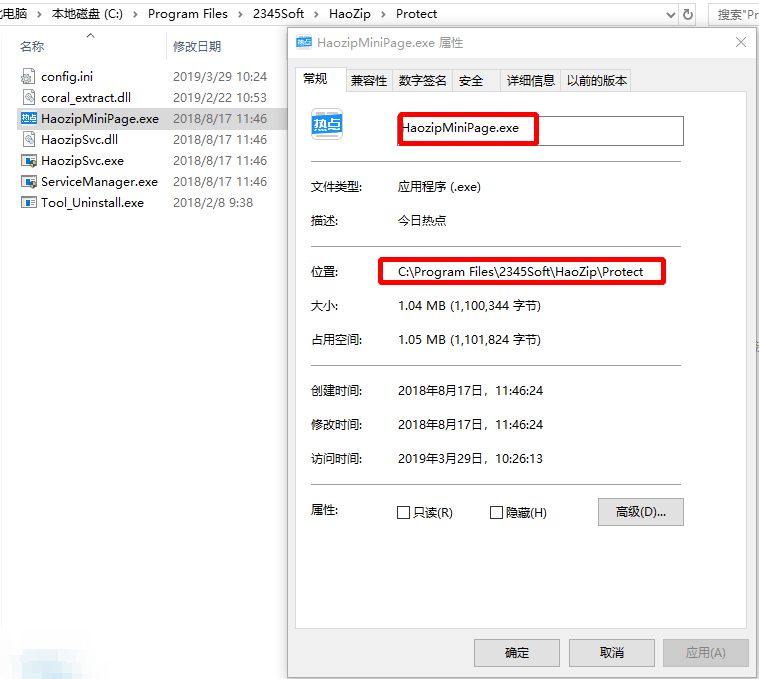 此电脑 › 本地磁盘 (C:) › Program Files › 2345Soft › HaoZip › Protect
搜索"Pr
名称 修改日期
config.ini 2019/3/29 10:24
coral_extract.dll 2019/2/22 10:53
热点 HaozipMiniPage.exe 2018/8/17 11:46
HaozipSvc.dll 2018/8/17 11:46
HaozipSvc.exe 2018/8/17 11:46
ServiceManager.exe 2018/8/17 11:46
Tool_Uninstall.exe 2018/2/8 9:38
热点 HaozipMiniPage.exe 属性
常规 兼容性 数字签名 安全 详细信息 以前的版本
热点 HaozipMiniPage.exe
文件类型: 应用程序 (.exe)
描述: 今日热点
位置: C:\Program Files\2345Soft\HaoZip\Protect
大小: 1.04 MB (1,100,344 字节)
占用空间: 1.05 MB (1,101,824 字节)
创建时间: 2018年8月17日，11:46:24
修改时间: 2018年8月17日，11:46:24
访问时间: 2019年3月29日，10:26:13
属性: 只读(R) 隐藏(H) 高级(D)...
确定 取消 应用(A)